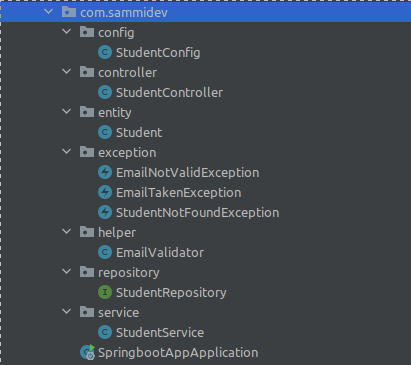 com.sammidev
config
StudentConfig
controller
StudentController
entity
Student
exception
EmailNotValidException
EmailTakenException
StudentNotFoundException
helper
EmailValidator
repository
StudentRepository
service
StudentService
SpringbootAppApplication